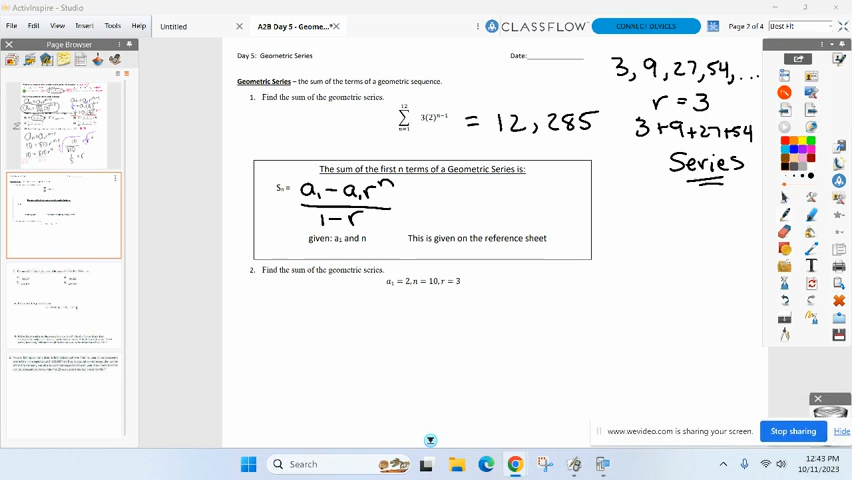 ActivInspire - Studio
File Edit View Insert Tools Help
Untitled
A2B Day 5 - Geome...*
CLASSFLOW
CONNECT DEVICES
Page 2 of 4
Best Fit
Page Browser
Day 5: Geometric Series
Date:
Geometric Series – the sum of the terms of a geometric sequence.
1. Find the sum of the geometric series.
12
∑ 3(2)ⁿ⁻¹ = 12,285
n=1
3, 9, 27, 54, ...
r = 3
3+9+27+54
Series
The sum of the first n terms of a Geometric Series is:
Sₙ = a₁ - a₁rⁿ
1 - r
given: a₁ and n
This is given on the reference sheet
2. Find the sum of the geometric series.
a₁ = 2, n = 10, r = 3
www.wevideo.com is sharing your screen.
Stop sharing
Hide
Search
12:43 PM
10/11/2023